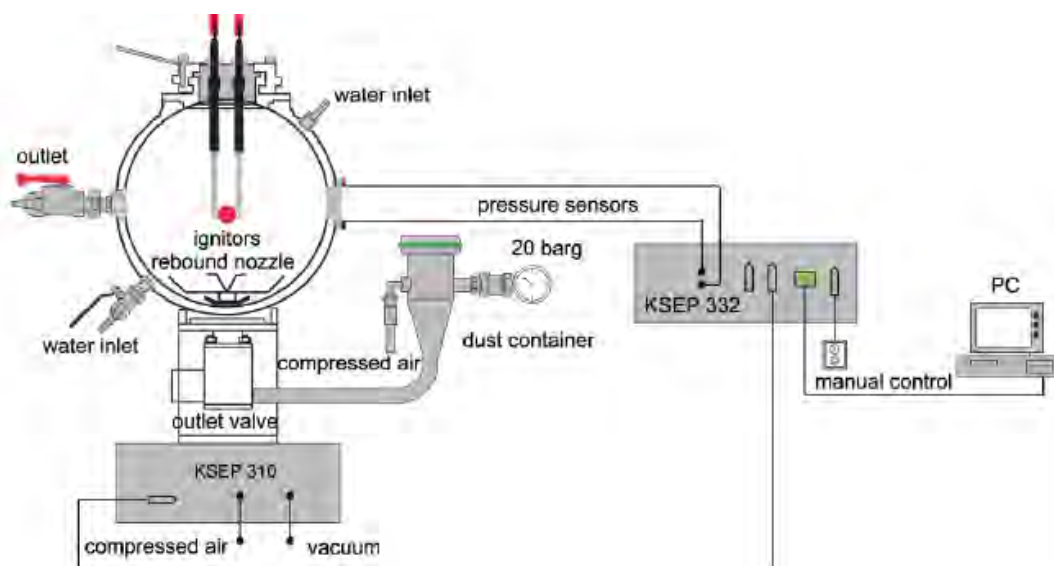 water inlet
outlet
pressure sensors
ignitors
rebound nozzle
20 barg
KSEP 332
PC
water inlet
dust container
compressed air
manual control
outlet valve
KSEP 310
compressed air
vacuum